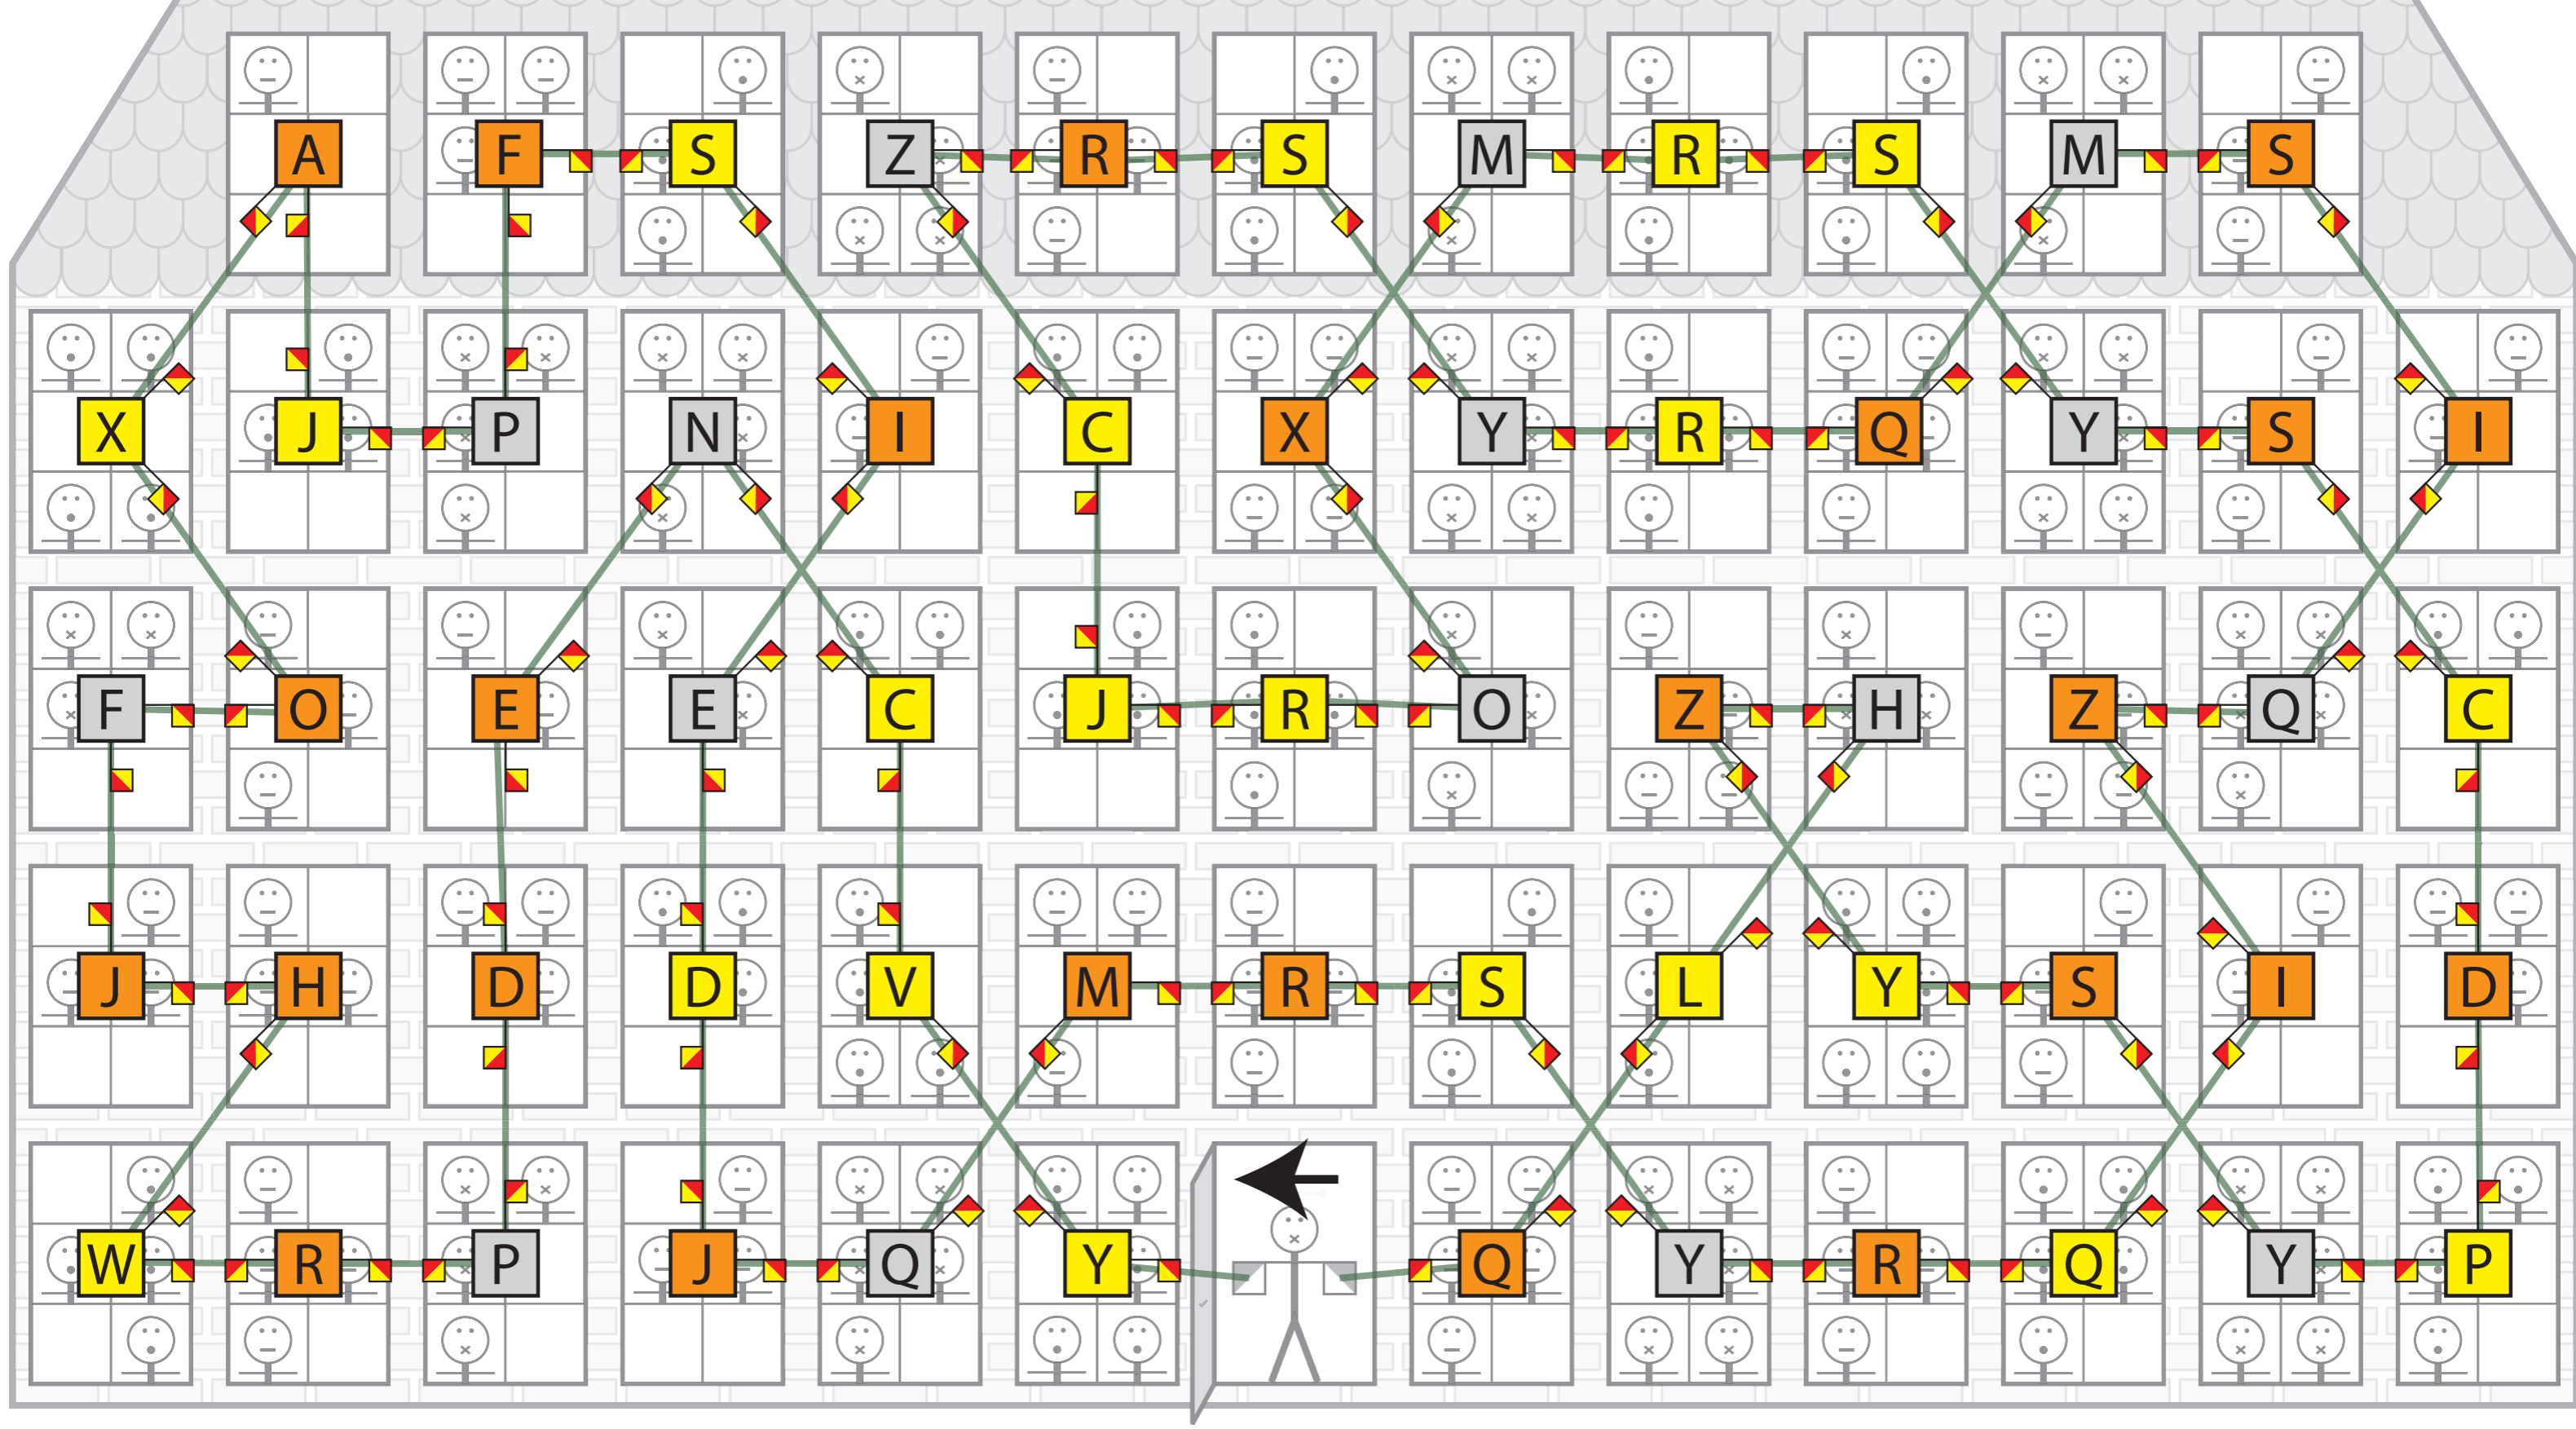 A F S Z R S M R S M S
X J P N I C X Y R Q Y S I
F O E E C J R O Z H Z Q C
J H D D V M R S L Y S I D
W R P J Q Y Q Y R Q Y P